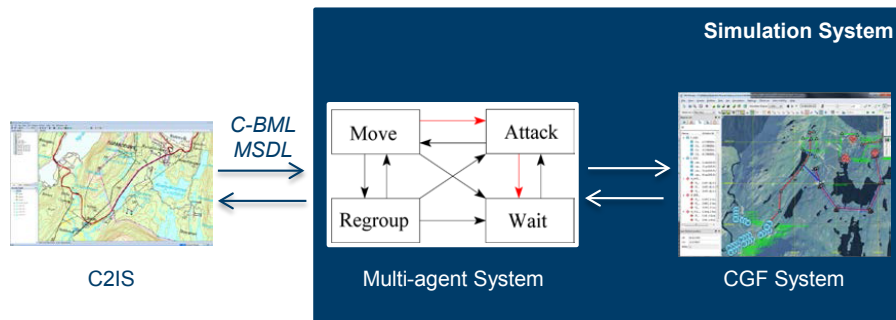 Simulation System
C-BML
MSDL
Move
Attack
Regroup
Wait
C2IS
Multi-agent System
CGF System